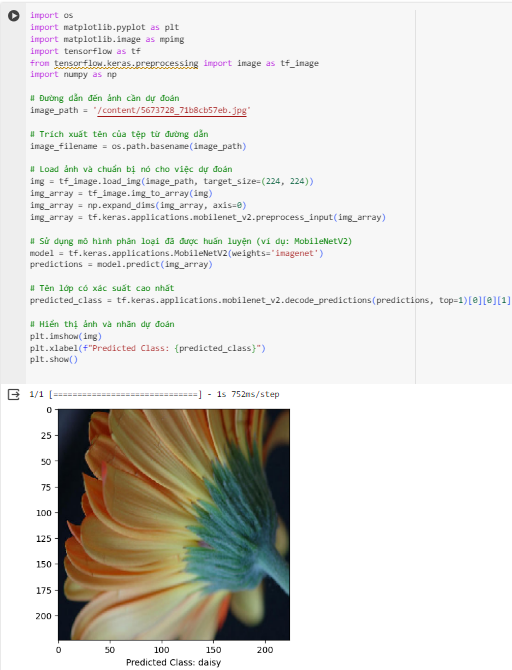 import os
import matplotlib.pyplot as plt
import matplotlib.image as mpimg
import tensorflow as tf
from tensorflow.keras.preprocessing import image as tf_image
import numpy as np
# Đường dẫn đến ảnh cần dự đoán
image_path = '/content/5673728_71b8cb57eb.jpg'
# Trích xuất tên của tệp từ đường dẫn
image_filename = os.path.basename(image_path)
# Load ảnh và chuẩn bị nó cho việc dự đoán
img = tf_image.load_img(image_path, target_size=(224, 224))
img_array = tf_image.img_to_array(img)
img_array = np.expand_dims(img_array, axis=0)
img_array = tf.keras.applications.mobilenet_v2.preprocess_input(img_array)
# Sử dụng mô hình phân loại đã được huấn luyện (ví dụ: MobileNetV2)
model = tf.keras.applications.MobileNetV2(weights='imagenet')
predictions = model.predict(img_array)
# Tên lớp có xác suất cao nhất
predicted_class = tf.keras.applications.mobilenet_v2.decode_predictions(predictions, top=1)[0][0][1]
# Hiển thị ảnh và nhãn dự đoán
plt.imshow(img)
plt.xlabel(f"Predicted Class: {predicted_class}")
plt.show()
1/1 [==============================] - 1s 752ms/step
0
25
50
75
100
125
150
175
200
0 50 100 150 200
Predicted Class: daisy